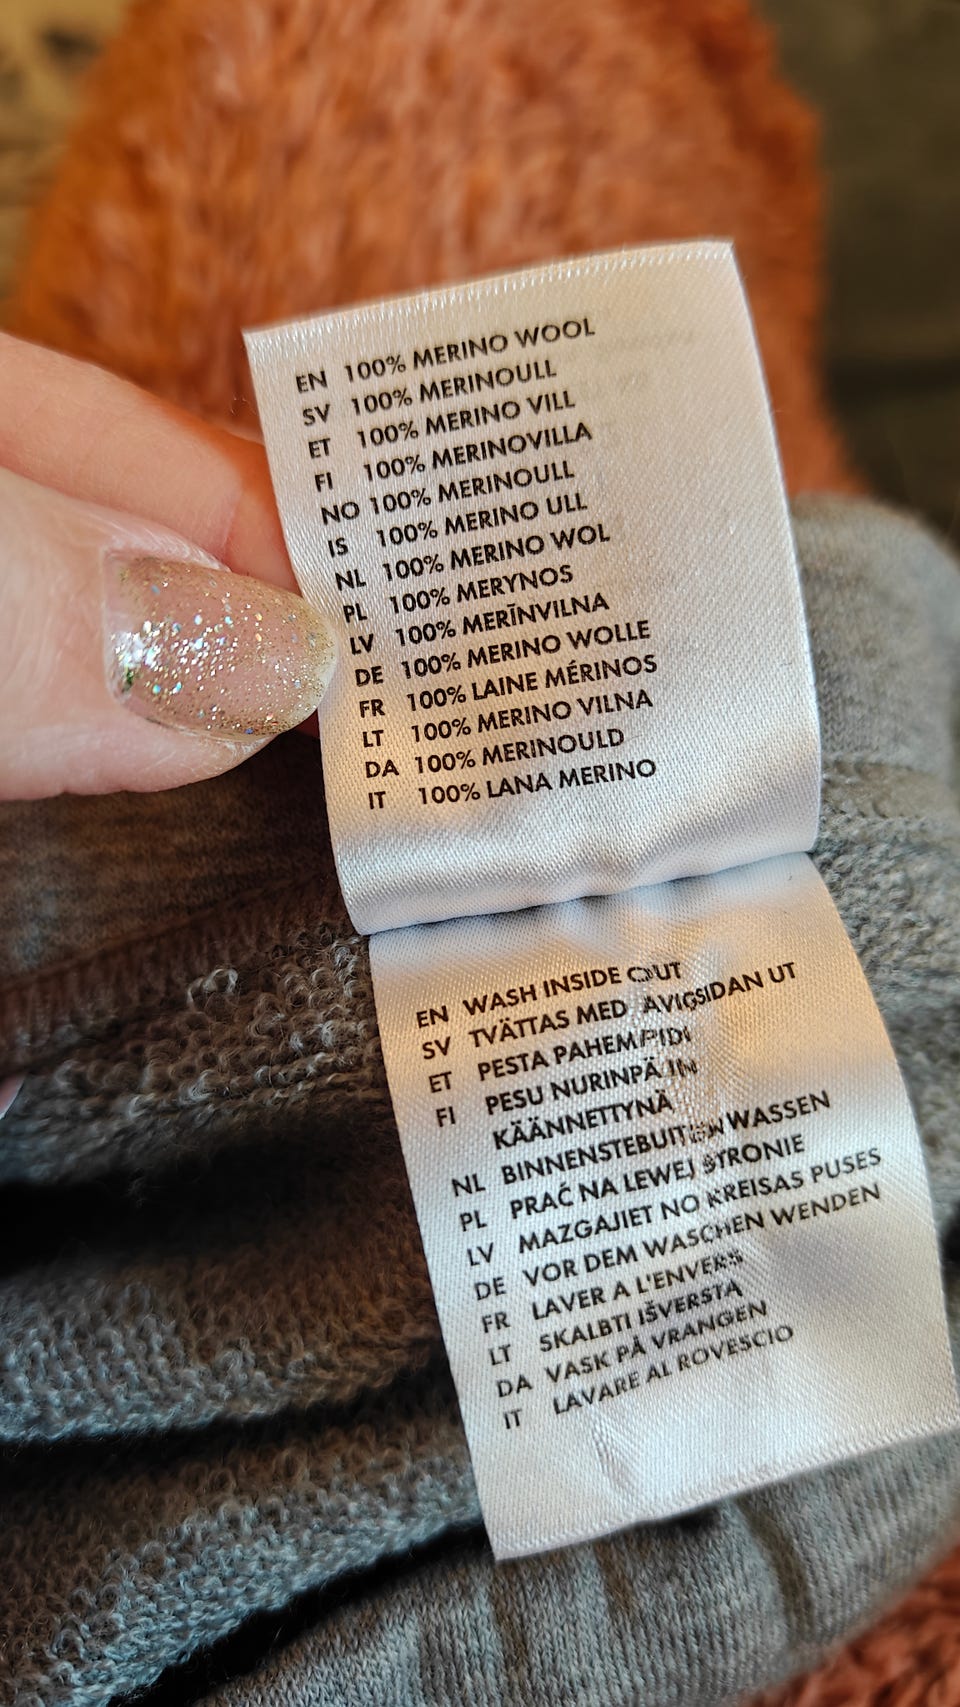 EN 100% MERINO WOOL
SV 100% MERINOULL
ET 100% MERINO VILL
FI 100% MERINOVILLA
NO 100% MERINOULL
IS 100% MERINO ULL
NL 100% MERINO WOL
PL 100% MERYNOS
LV 100% MERĪNVILNA
DE 100% MERINO WOLLE
FR 100% LAINE MÉRINOS
LT 100% MERINO VILNA
DA 100% MERINOULD
IT 100% LANA MERINO
EN WASH INSIDE OUT
SV TVÄTTAS MED AVIGSIDAN UT
ET PESTA PAHEMPIDI
FI PESU NURINPÄIN
KÄÄNNETTYNÄ
NL BINNENSTEBUITEN WASSEN
PL PRAĆ NA LEWEJ STRONIE
LV MAZGAJIET NO KREISAS PUSES
DE VOR DEM WASCHEN WENDEN
FR LAVER A L'ENVERS
LT SKALBTI IŠVERSTA
DA VASK PÅ VRANGEN
IT LAVARE AL ROVESCIO